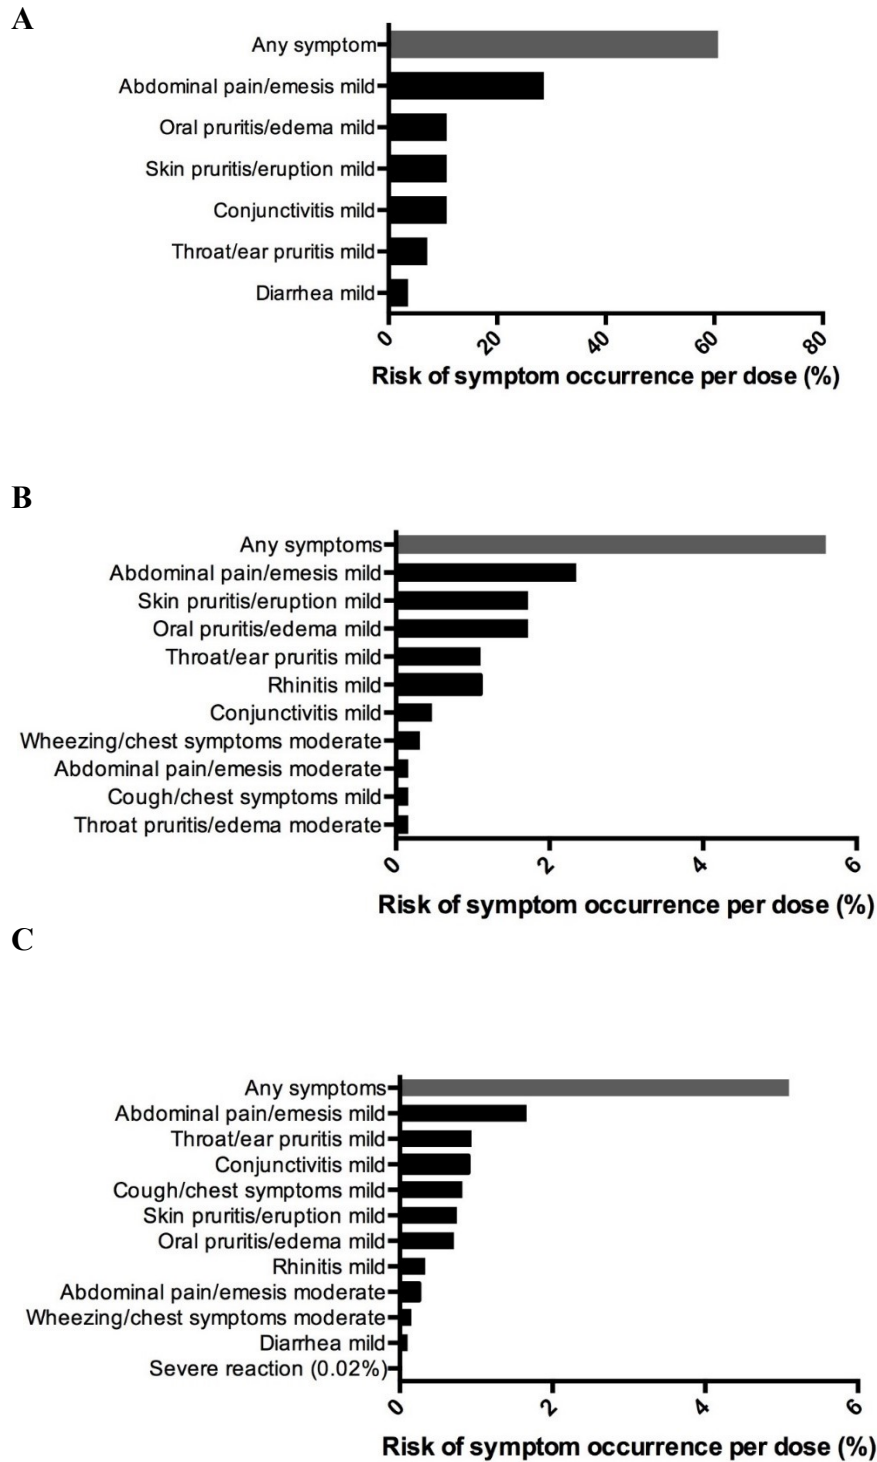 A
Any symptom
Abdominal pain/emesis mild
Oral pruritis/edema mild
Skin pruritis/eruption mild
Conjunctivitis mild
Throat/ear pruritis mild
Diarrhea mild
0 20 40 60 80
Risk of symptom occurrence per dose (%)
B
Any symptoms
Abdominal pain/emesis mild
Skin pruritis/eruption mild
Oral pruritis/edema mild
Throat/ear pruritis mild
Rhinitis mild
Conjunctivitis mild
Wheezing/chest symptoms moderate
Abdominal pain/emesis moderate
Cough/chest symptoms mild
Throat pruritis/edema moderate
0 2 4 6
Risk of symptom occurrence per dose (%)
C
Any symptoms
Abdominal pain/emesis mild
Throat/ear pruritis mild
Conjunctivitis mild
Cough/chest symptoms mild
Skin pruritis/eruption mild
Oral pruritis/edema mild
Rhinitis mild
Abdominal pain/emesis moderate
Wheezing/chest symptoms moderate
Diarrhea mild
Severe reaction (0.02%)
0 2 4 6
Risk of symptom occurrence per dose (%)